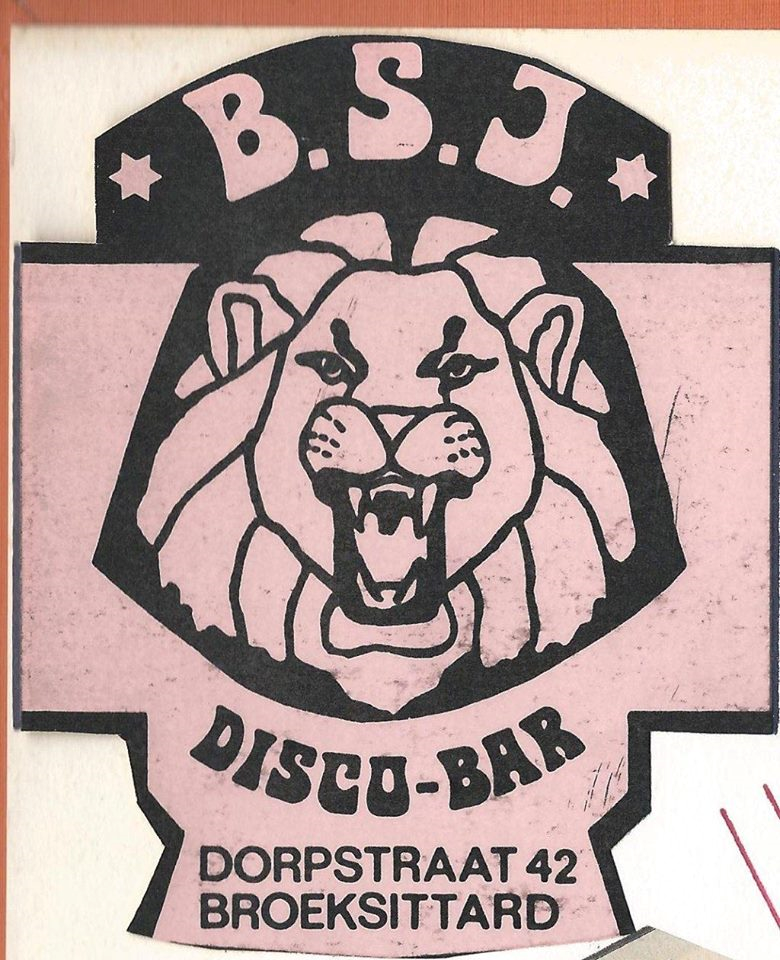 B.S.J.
DISCO-BAR
DORPSTRAAT 42
BROEKSITTARD